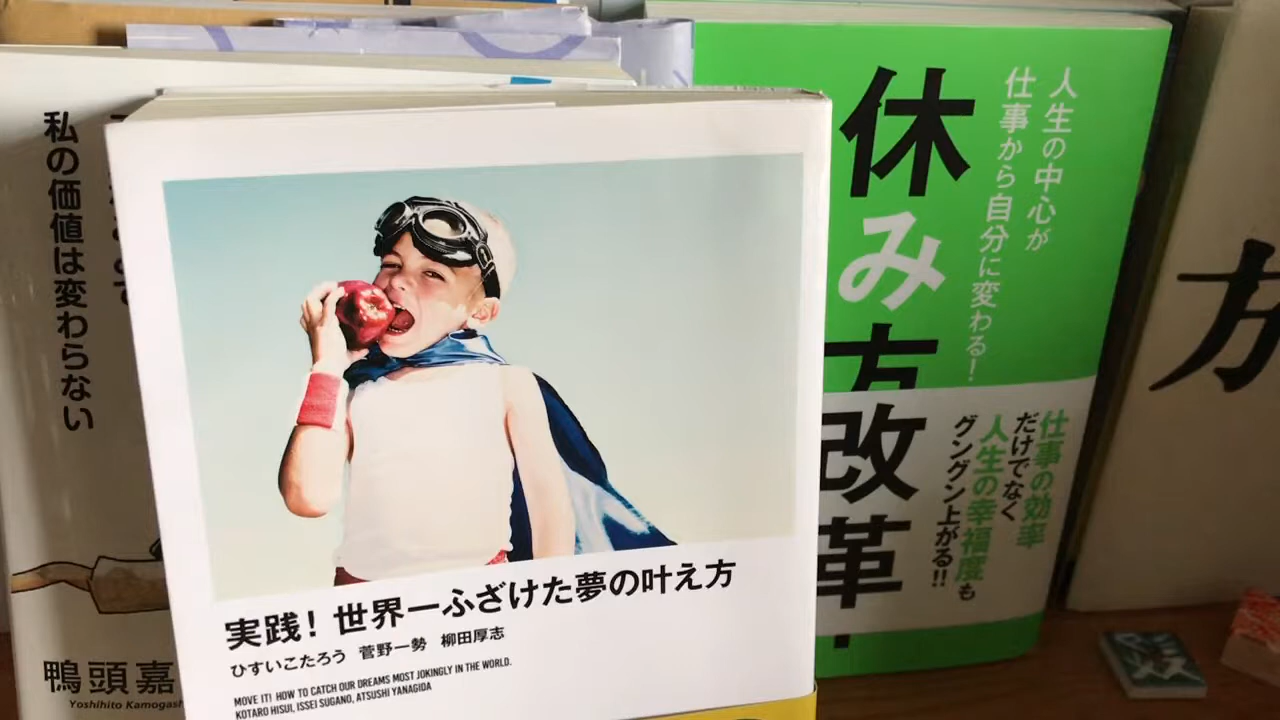 私の価値は変わらない
鴨頭嘉
Yoshihito Kamogash
実践！世界一ふざけた夢の叶え方
ひすいこたろう 菅野一勢 柳田厚志
MOVE IT! HOW TO CATCH OUR DREAMS MOST JOKINGLY IN THE WORLD.
KOTARO HISUI, ISSEI SUGANO, ATSUSHI YANAGIDA
人生の中心が
仕事から自分に変わる！
休み方改革！
仕事の効率
だけでなく
人生の幸福度も
グングン上がる!!
方